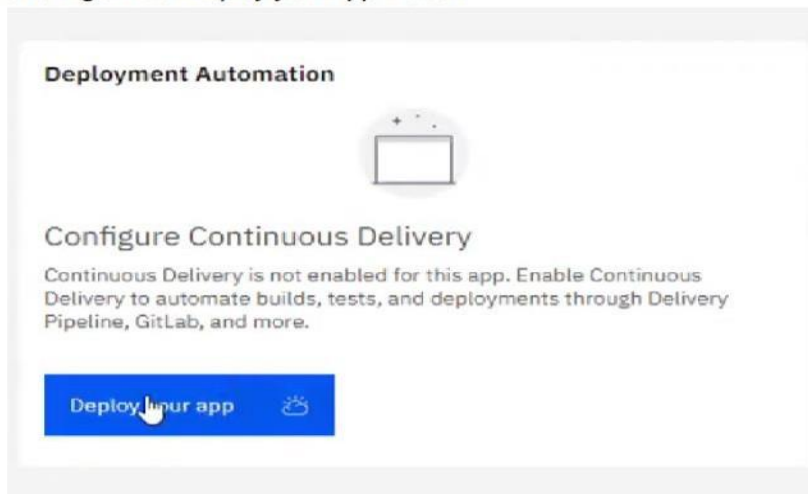 Deployment Automation
Configure Continuous Delivery
Continuous Delivery is not enabled for this app. Enable Continuous
Delivery to automate builds, tests, and deployments through Delivery
Pipeline, GitLab, and more.
Deploy your app